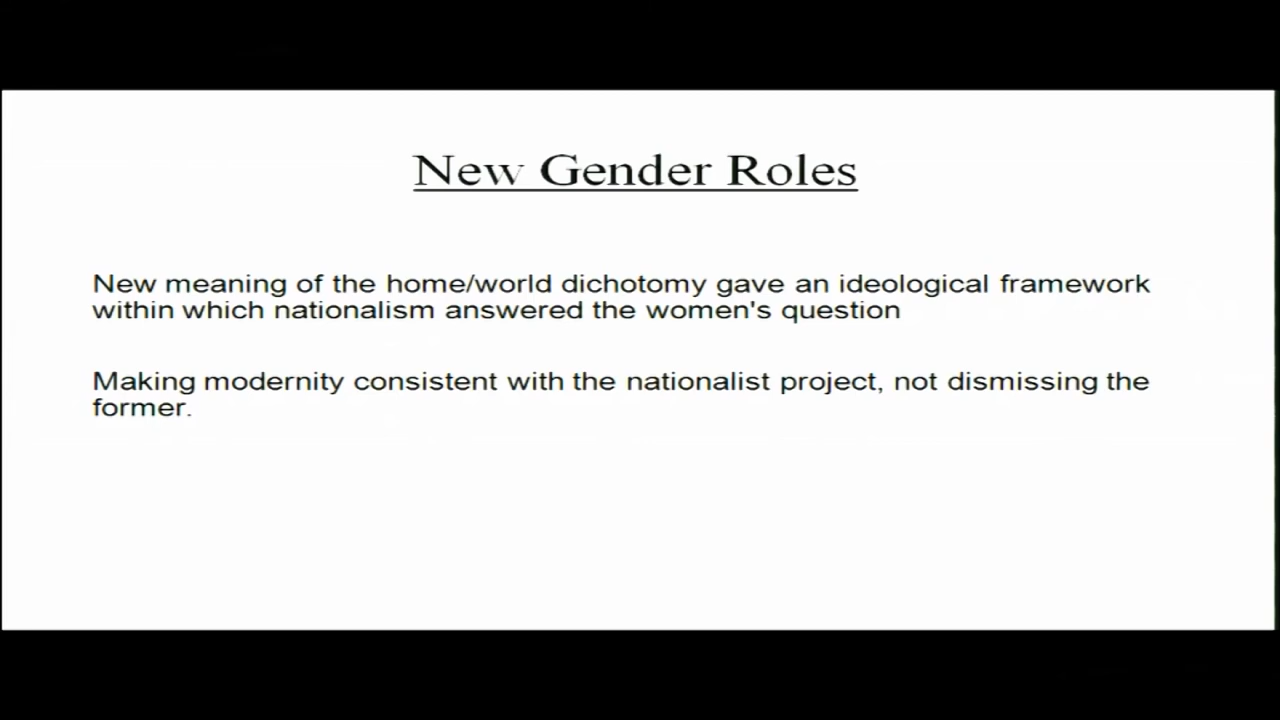 New Gender Roles
New meaning of the home/world dichotomy gave an ideological framework
within which nationalism answered the women's question
Making modernity consistent with the nationalist project, not dismissing the
former.